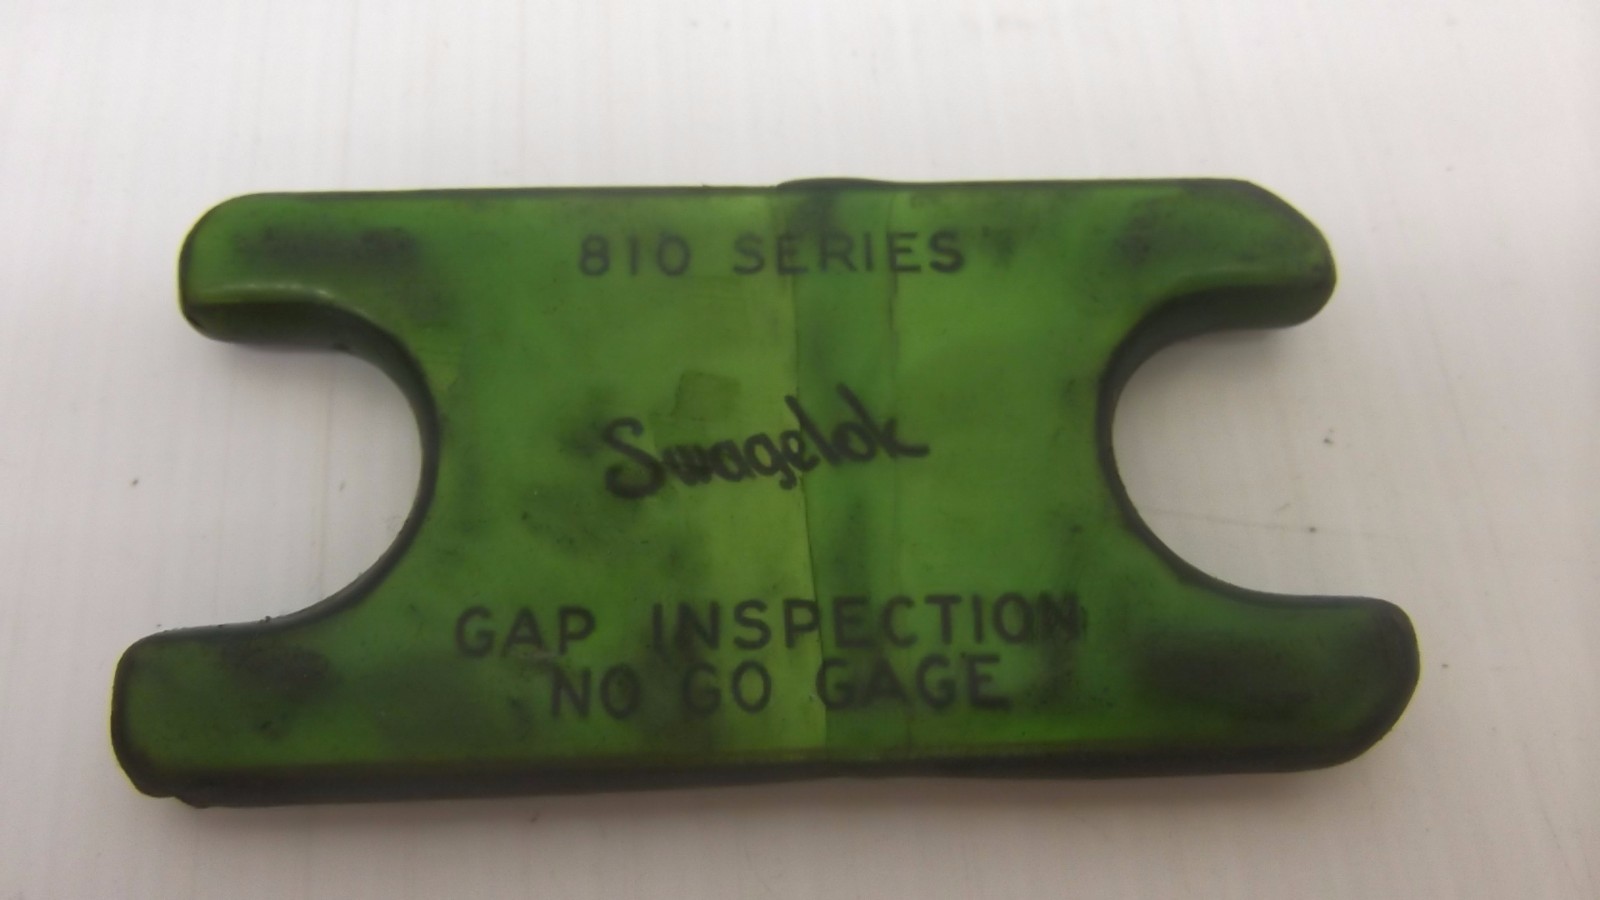 810 SERIES
Swagelok
GAP INSPECTION
NO GO GAGE